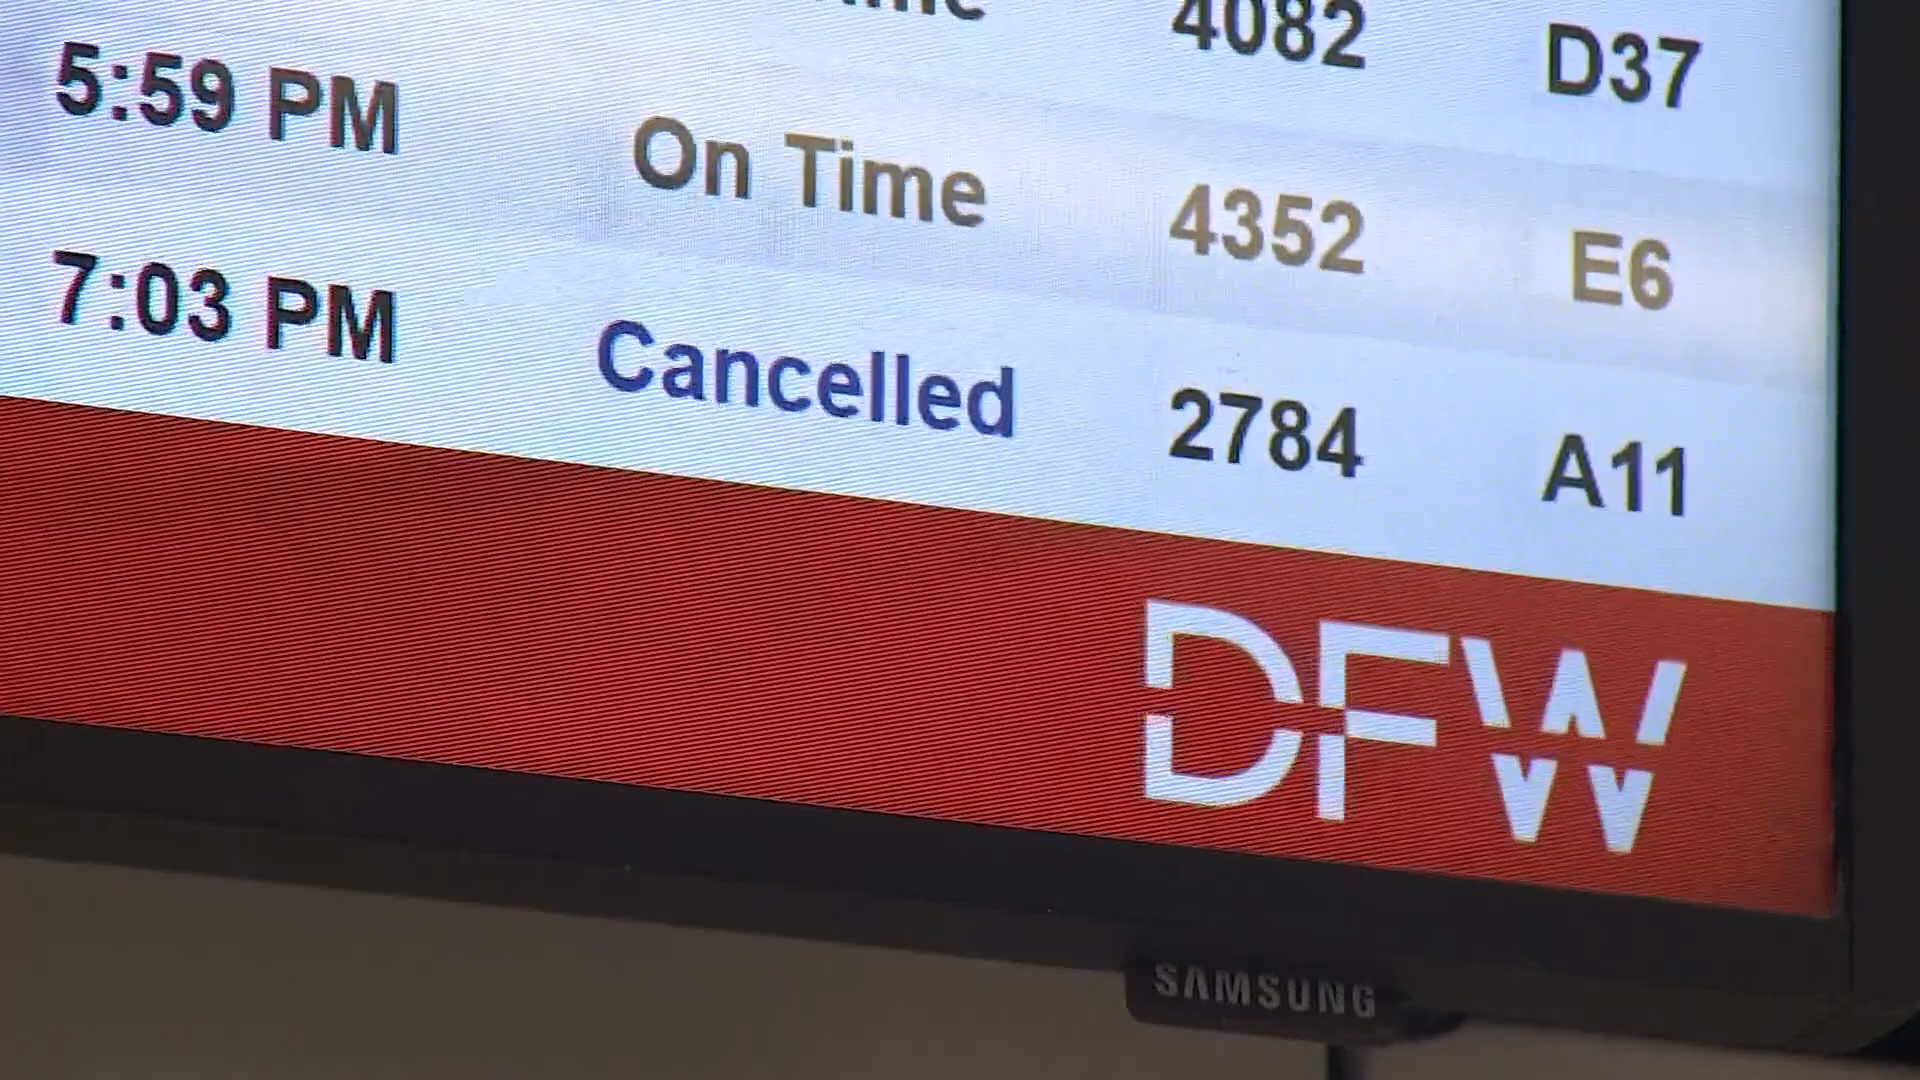 4082 D37
5:59 PM On Time 4352 E6
7:03 PM Cancelled 2784 A11
DFW
SAMSUNG